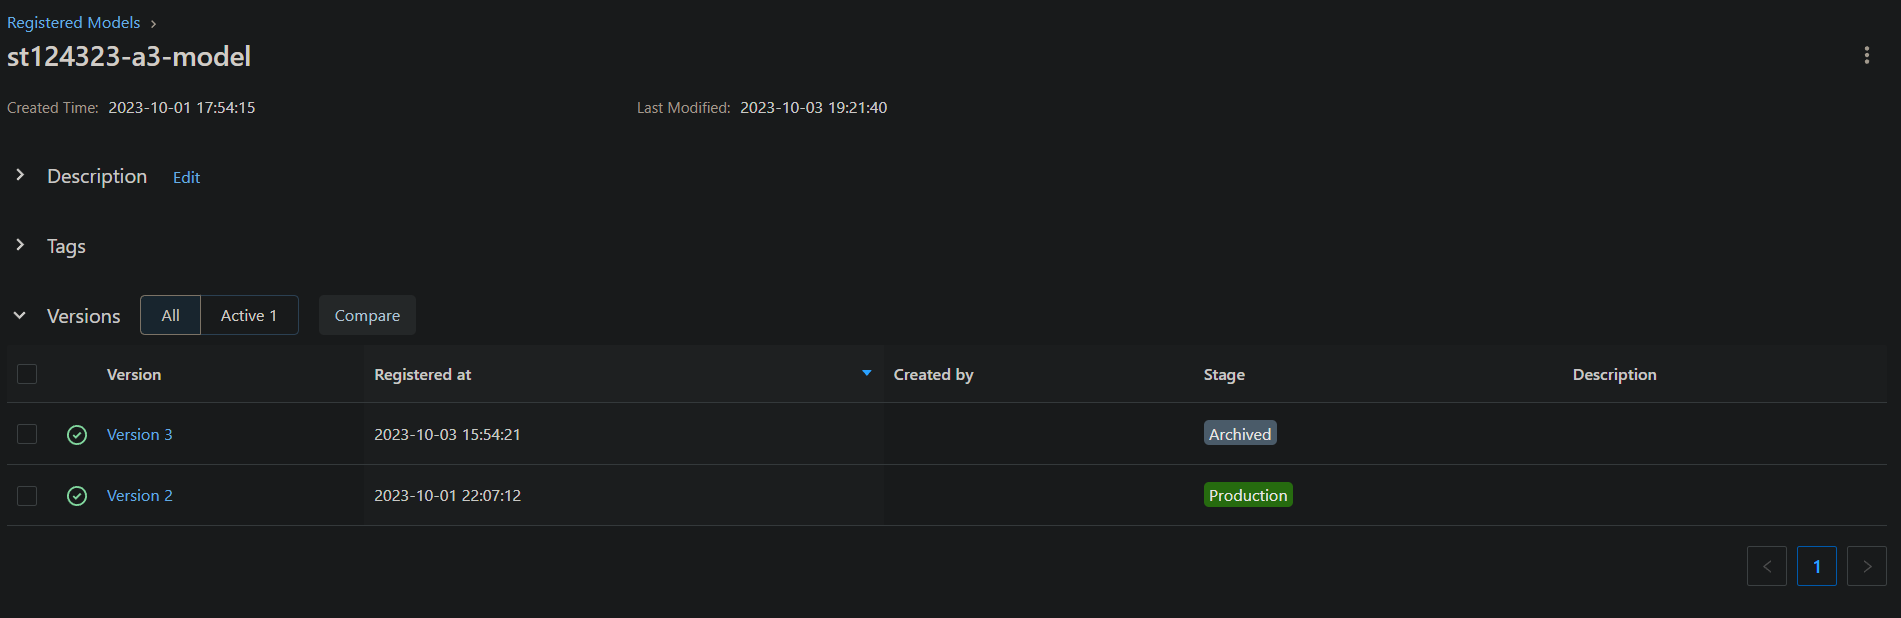 Registered Models >
st124323-a3-model
Created Time: 2023-10-01 17:54:15 Last Modified: 2023-10-03 19:21:40
Description Edit
Tags
Versions All Active 1 Compare
Version Registered at Created by Stage Description
Version 3 2023-10-03 15:54:21 Archived
Version 2 2023-10-01 22:07:12 Production
< 1 >